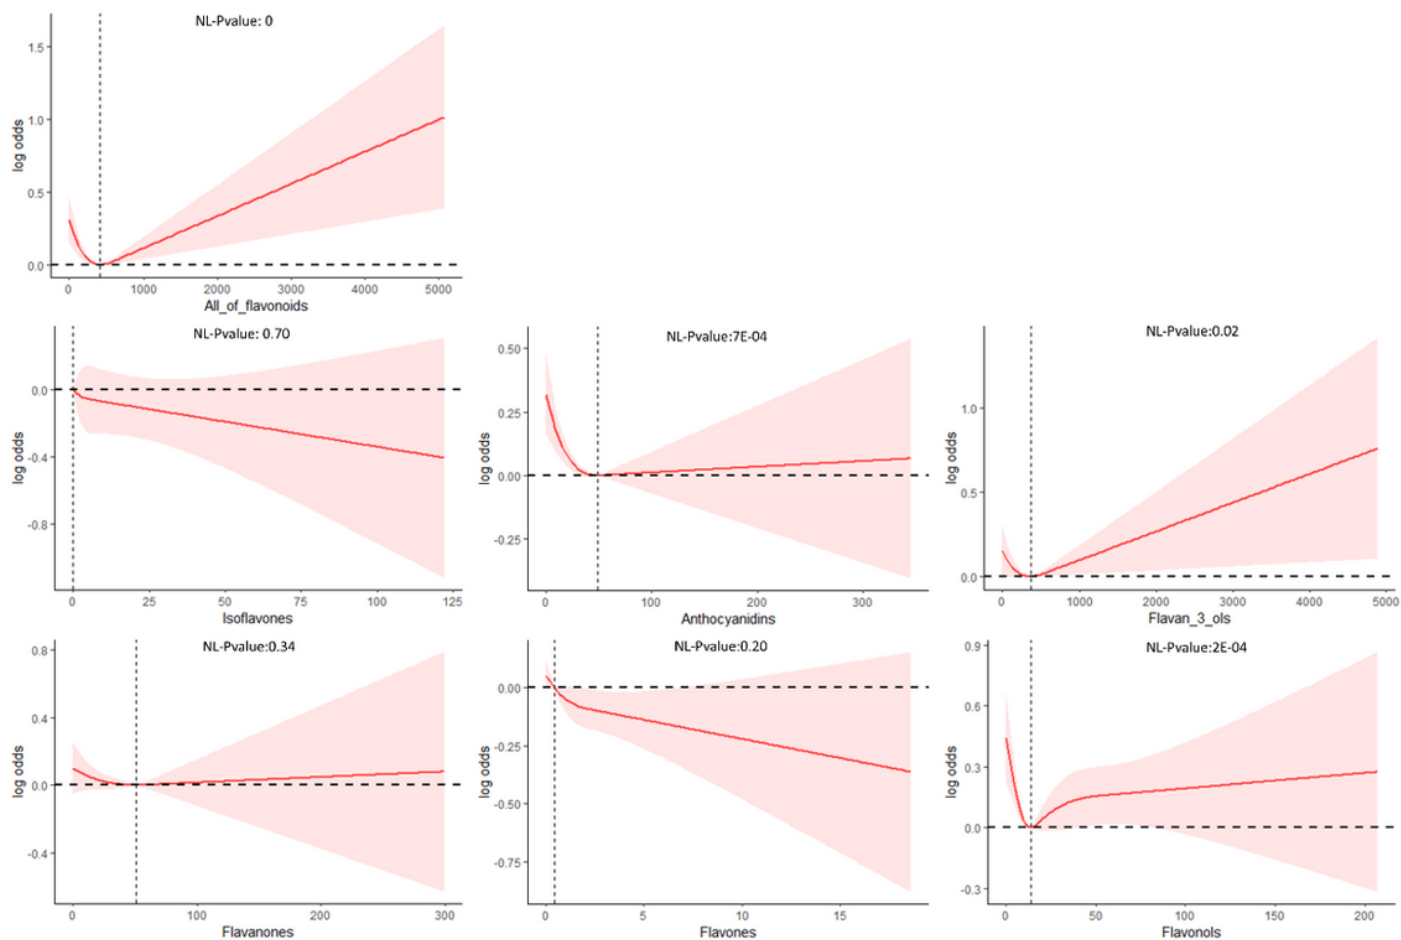 NL-Pvalue: 0
log odds
1.5
1.0
0.5
0.0
0 1000 2000 3000 4000 5000
All_of_flavonoids
NL-Pvalue: 0.70
log odds
0.0
-0.4
-0.8
0 25 50 75 100 125
Isoflavones
NL-Pvalue:7E-04
log odds
0.50
0.25
0.00
-0.25
0 100 200 300
Anthocyanidins
NL-Pvalue:0.02
log odds
1.0
0.5
0.0
0 1000 2000 3000 4000 5000
Flavan_3_ols
NL-Pvalue:0.34
log odds
0.8
0.4
0.0
-0.4
0 100 200 300
Flavanones
NL-Pvalue:0.20
log odds
0.00
-0.25
-0.50
-0.75
0 5 10 15
Flavones
NL-Pvalue:2E-04
log odds
0.9
0.6
0.3
0.0
-0.3
0 50 100 150 200
Flavonols